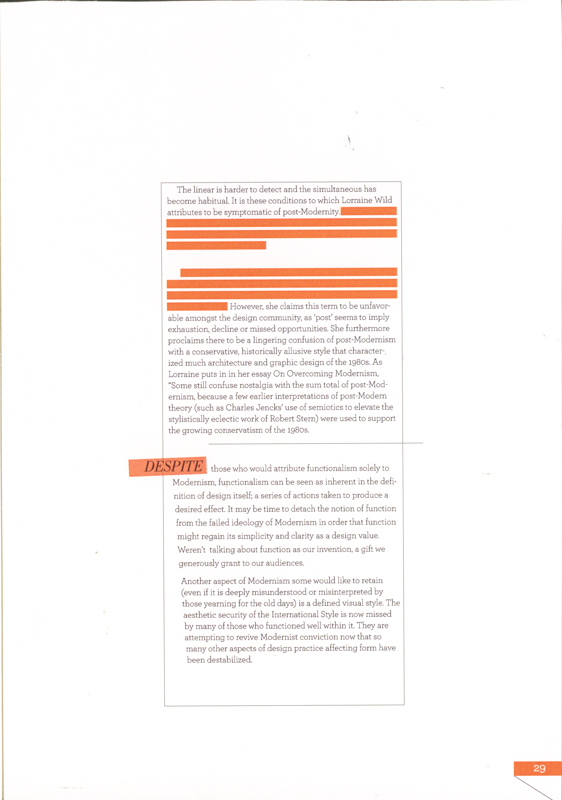 The linear is harder to detect and the simultaneous has
become habitual. It is these conditions to which Lorraine Wild
attributes to be symptomatic of post-Modernity.
However, she claims this term to be unfavor-
able amongst the design community, as 'post' seems to imply
exhaustion, decline or missed opportunities. She furthermore
proclaims there to be a lingering confusion of post-Modernism
with a conservative, historically allusive style that character-
ized much architecture and graphic design of the 1980s. As
Lorraine puts in in her essay On Overcoming Modernism,
"Some still confuse nostalgia with the sum total of post-Mod-
ernism, because a few earlier interpretations of post-Modern
theory (such as Charles Jencks' use of semiotics to elevate the
stylistically eclectic work of Robert Stern) were used to support
the growing conservatism of the 1980s.
DESPITE those who would attribute functionalism solely to
Modernism, functionalism can be seen as inherent in the defi-
nition of design itself; a series of actions taken to produce a
desired effect. It may be time to detach the notion of function
from the failed ideology of Modernism in order that function
might regain its simplicity and clarity as a design value.
Weren't talking about function as our invention, a gift we
generously grant to our audiences.
Another aspect of Modernism some would like to retain
(even if it is deeply misunderstood or misinterpreted by
those yearning for the old days) is a defined visual style. The
aesthetic security of the International Style is now missed
by many of those who functioned well within it. They are
attempting to revive Modernist conviction now that so
many other aspects of design practice affecting form have
been destabilized.
29